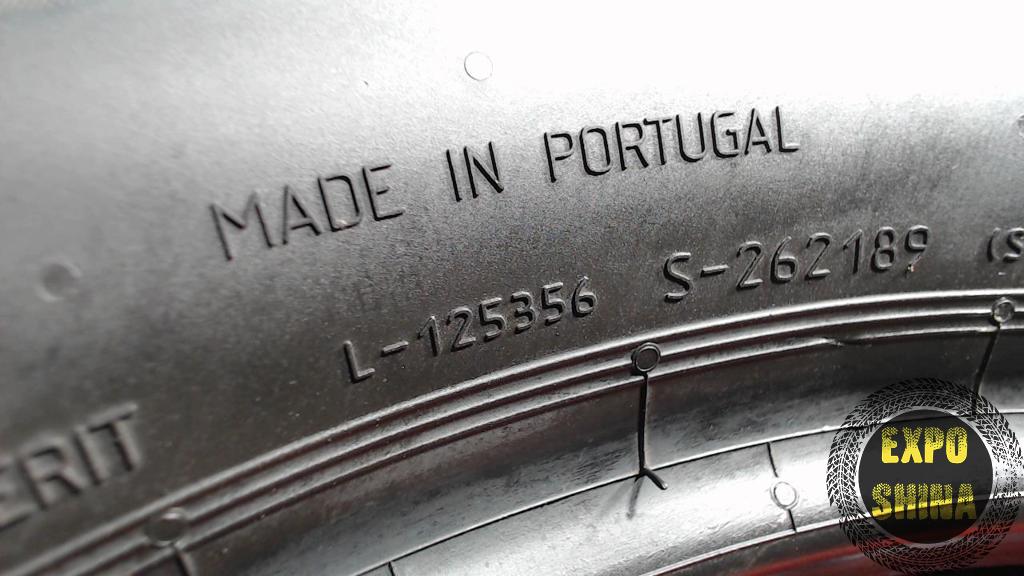 MADE IN PORTUGAL
L-125356 S-262189 (S
ERIT
EXPO
SHINA